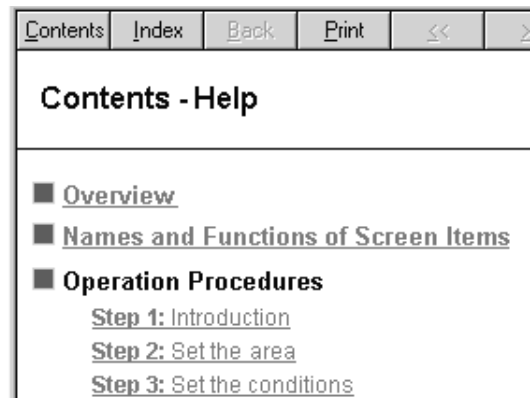 Contents Index Back Print <<
Contents - Help
Overview
Names and Functions of Screen Items
Operation Procedures
Step 1: Introduction
Step 2: Set the area
Step 3: Set the conditions